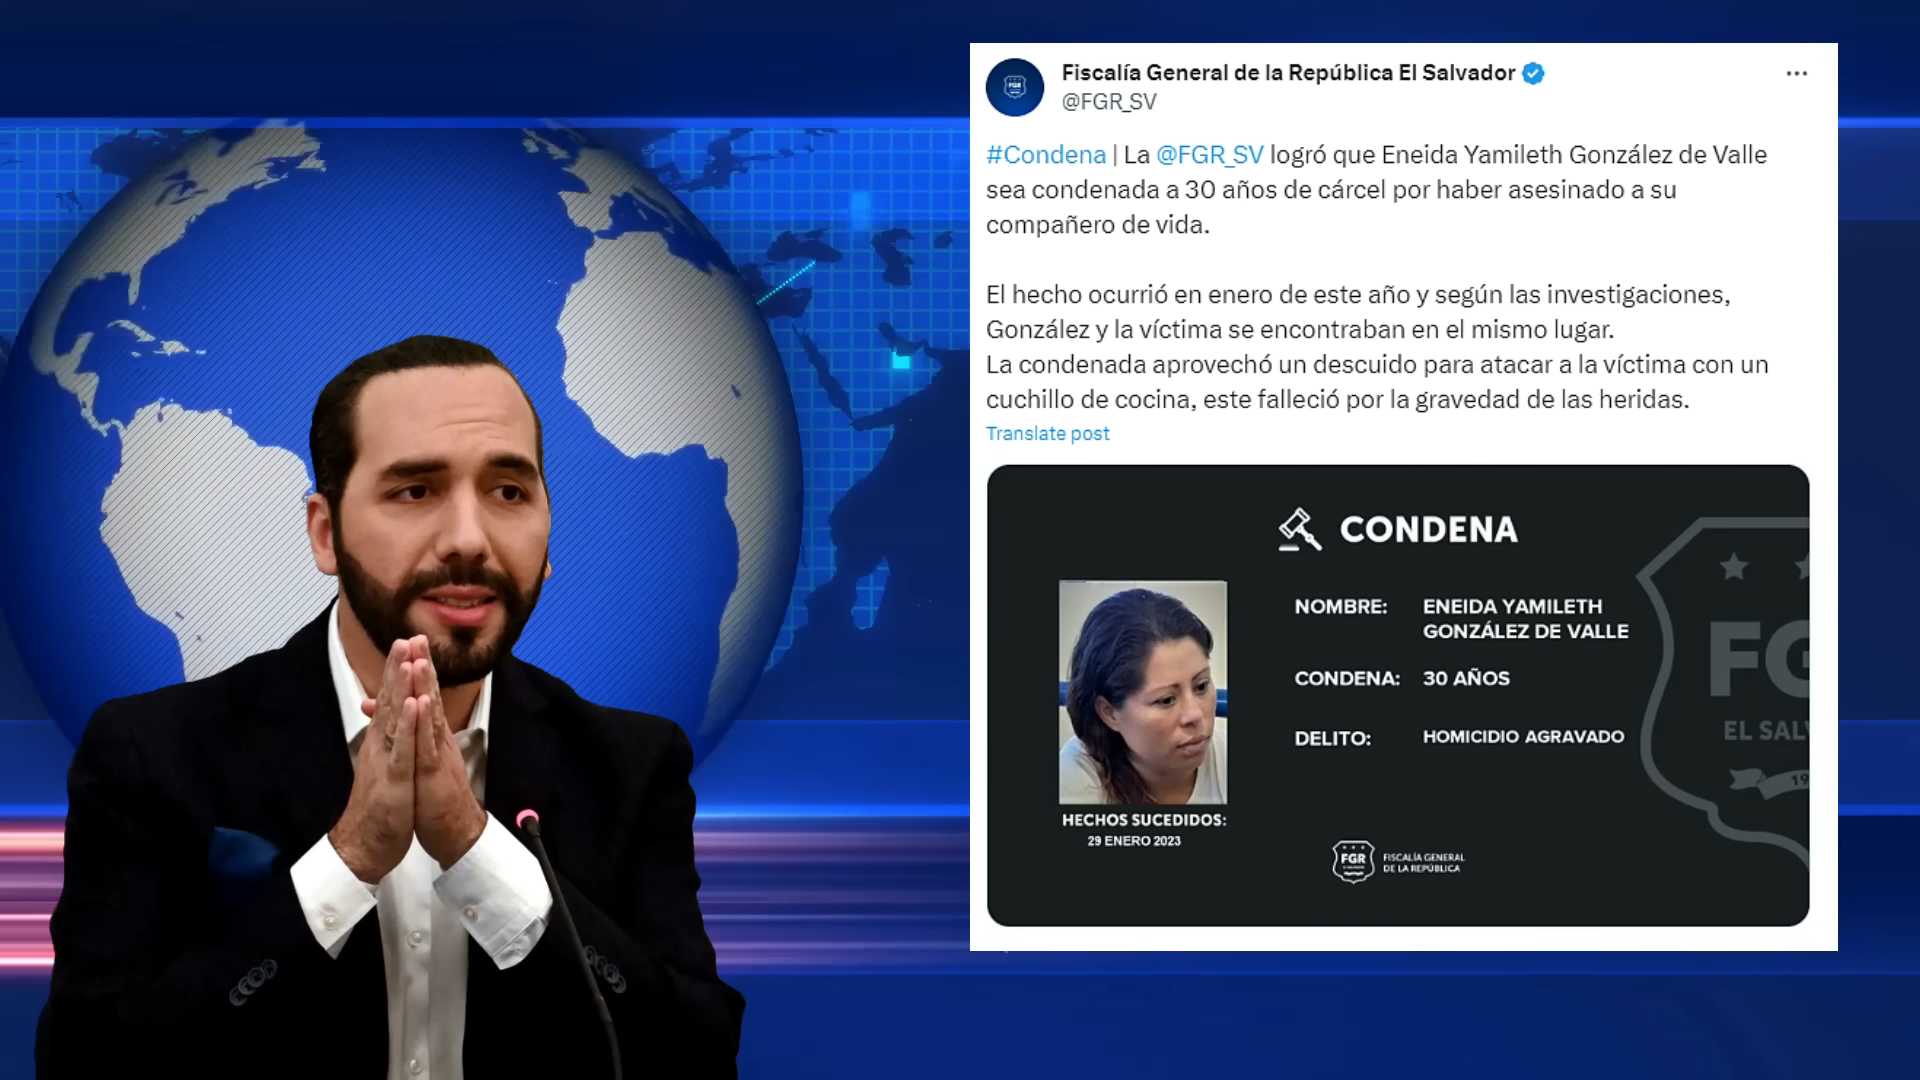 Fiscalía General de la República El Salvador
@FGR_SV
#Condena | La @FGR_SV logró que Eneida Yamileth González de Valle
sea condenada a 30 años de cárcel por haber asesinado a su
compañero de vida.
El hecho ocurrió en enero de este año y según las investigaciones,
González y la víctima se encontraban en el mismo lugar.
La condenada aprovechó un descuido para atacar a la víctima con un
cuchillo de cocina, este falleció por la gravedad de las heridas.
Translate post
CONDENA
NOMBRE: ENEIDA YAMILETH
GONZÁLEZ DE VALLE
CONDENA: 30 AÑOS
DELITO: HOMICIDIO AGRAVADO
HECHOS SUCEDIDOS:
29 ENERO 2023
FGR
FISCALÍA GENERAL
DE LA REPÚBLICA